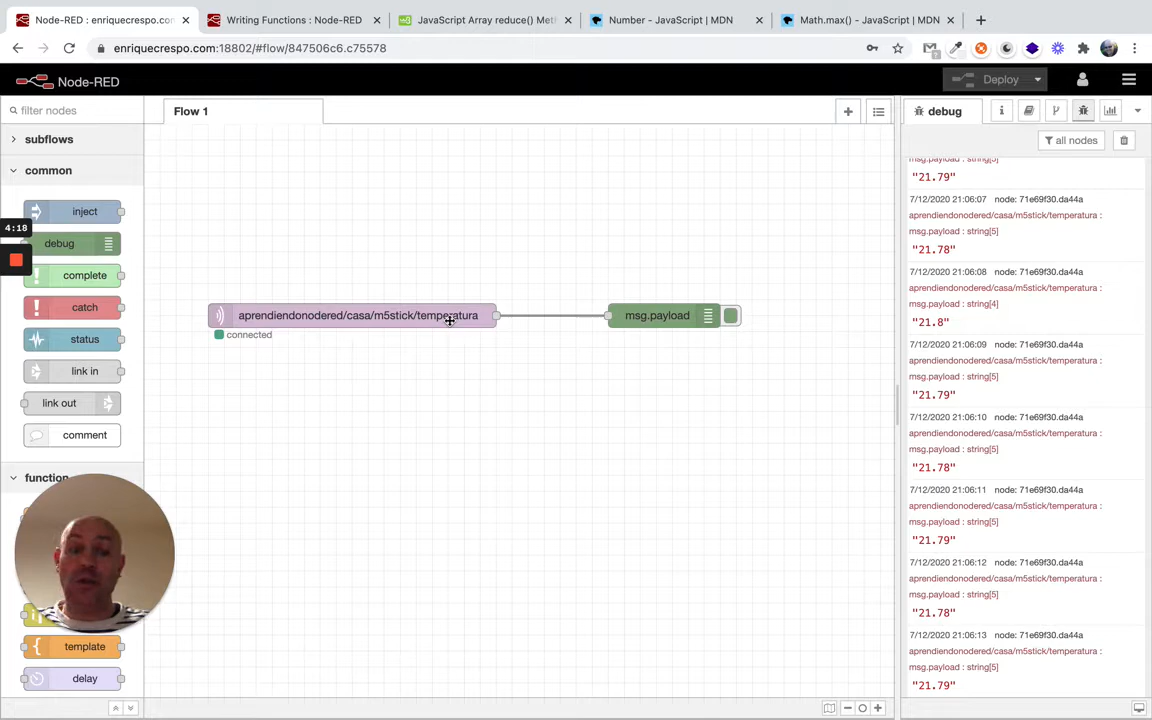 Node-RED : enriquecrespo.com:
Writing Functions : Node-RED
JavaScript Array reduce() Met
Number - JavaScript | MDN
Math.max() - JavaScript | MDN
enriquecrespo.com:18802/#flow/847506c6.c75578
Node-RED
Deploy
filter nodes
Flow 1
debug
all nodes
subflows
common
inject
4:18
debug
complete
catch
status
link in
link out
comment
function
template
delay
aprendiendonodered/casa/m5stick/temperatura
connected
msg.payload
msg.payload : string[5]
"21.79"
7/12/2020 21:06:07 node: 71e69f30.da44a
aprendiendonodered/casa/m5stick/temperatura :
msg.payload : string[5]
"21.78"
7/12/2020 21:06:08 node: 71e69f30.da44a
aprendiendonodered/casa/m5stick/temperatura :
msg.payload : string[4]
"21.8"
7/12/2020 21:06:09 node: 71e69f30.da44a
aprendiendonodered/casa/m5stick/temperatura :
msg.payload : string[5]
"21.79"
7/12/2020 21:06:10 node: 71e69f30.da44a
aprendiendonodered/casa/m5stick/temperatura :
msg.payload : string[5]
"21.78"
7/12/2020 21:06:11 node: 71e69f30.da44a
aprendiendonodered/casa/m5stick/temperatura :
msg.payload : string[5]
"21.79"
7/12/2020 21:06:12 node: 71e69f30.da44a
aprendiendonodered/casa/m5stick/temperatura :
msg.payload : string[5]
"21.78"
7/12/2020 21:06:13 node: 71e69f30.da44a
aprendiendonodered/casa/m5stick/temperatura :
msg.payload : string[5]
"21.79"